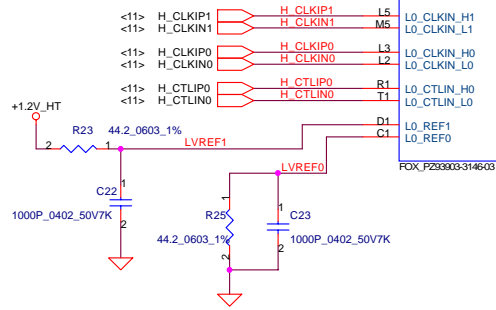 <11> H_CLKIP1 H_CLKIP1 L5 L0_CLKIN_H1
<11> H_CLKIN1 H_CLKIN1 M5 L0_CLKIN_L1
<11> H_CLKIP0 H_CLKIP0 L3 L0_CLKIN_H0
<11> H_CLKIN0 H_CLKIN0 L2 L0_CLKIN_L0
<11> H_CTLIP0 H_CTLIP0 R1 L0_CTLIN_H0
<11> H_CTLIN0 H_CTLIN0 T1 L0_CTLIN_L0
+1.2V_HT
R23 44.2_0603_1%
2 1 LVREF1 D1 L0_REF1
C1 L0_REF0
FOX_PZ93903-3146-03
LVREF0
1 C22
1000P_0402_50V7K
2
1 1
R25 C23
44.2_0603_1% 1000P_0402_50V7K
2 2